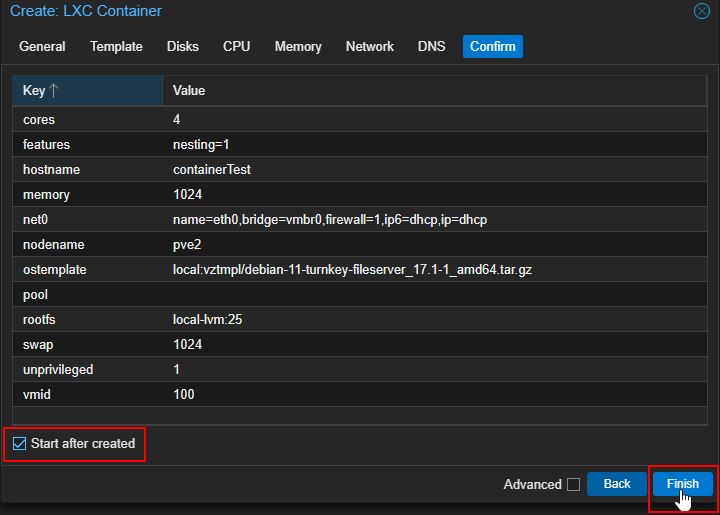 Create: LXC Container
General Template Disks CPU Memory Network DNS Confirm
Key Value
cores 4
features nesting=1
hostname containerTest
memory 1024
net0 name=eth0,bridge=vmbr0,firewall=1,ip6=dhcp,ip=dhcp
nodename pve2
ostemplate local:vztmpl/debian-11-turnkey-fileserver_17.1-1_amd64.tar.gz
pool
rootfs local-lvm:25
swap 1024
unprivileged 1
vmid 100
Start after created
Advanced Back Finish